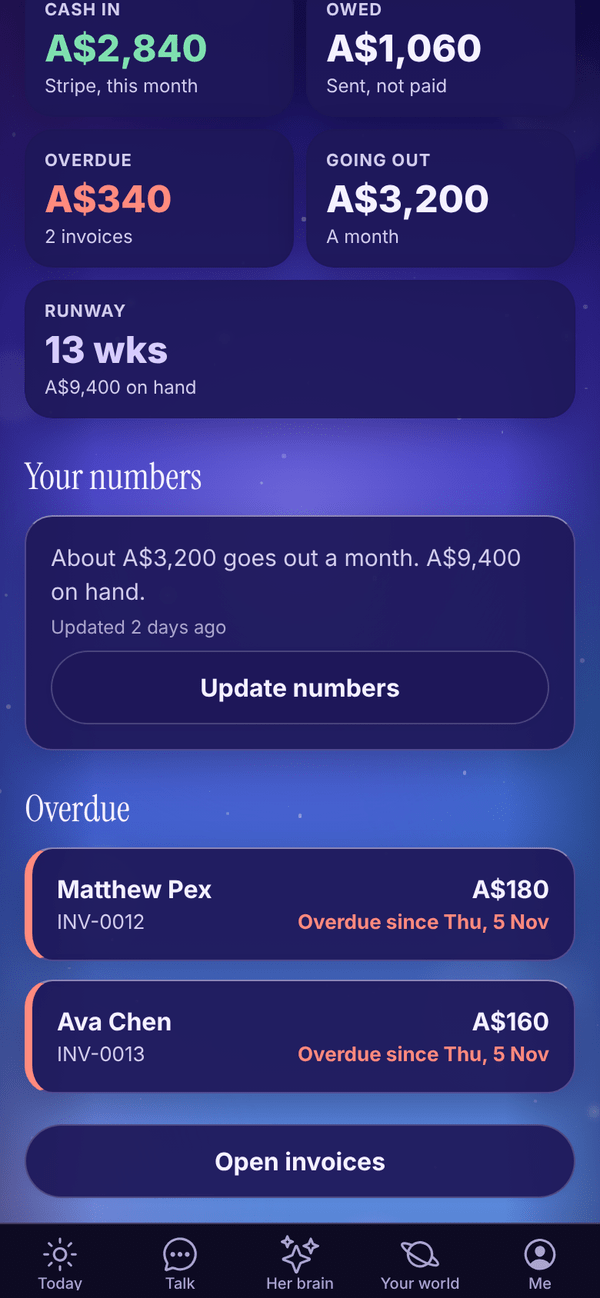 CASH IN
A$2,840
Stripe, this month
OWED
A$1,060
Sent, not paid
OVERDUE
A$340
2 invoices
GOING OUT
A$3,200
A month
RUNWAY
13 wks
A$9,400 on hand
Your numbers
About A$3,200 goes out a month. A$9,400
on hand.
Updated 2 days ago
Update numbers
Overdue
Matthew Pex
A$180
INV-0012
Overdue since Thu, 5 Nov
Ava Chen
A$160
INV-0013
Overdue since Thu, 5 Nov
Open invoices
Today
Talk
Her brain
Your world
Me